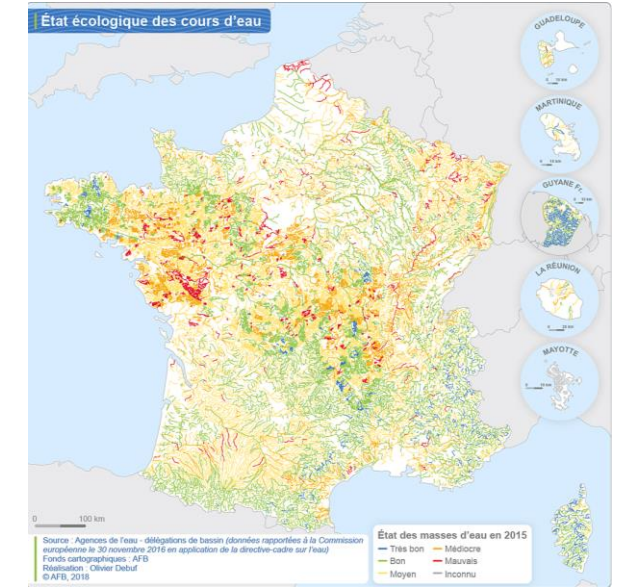 État écologique des cours d'eau
GUADELOUPE
MARTINIQUE
GUYANE Fr.
LA RÉUNION
MAYOTTE
0 100 km
Source : Agences de l'eau - délégations de bassin (données rapportées à la Commission
européenne le 30 novembre 2016 en application de la directive-cadre sur l'eau)
Fonds cartographiques : AFB
Réalisation : Olivier Debuf
© AFB, 2018
État des masses d'eau en 2015
Très bon
Médiocre
Bon
Mauvais
Moyen
Inconnu